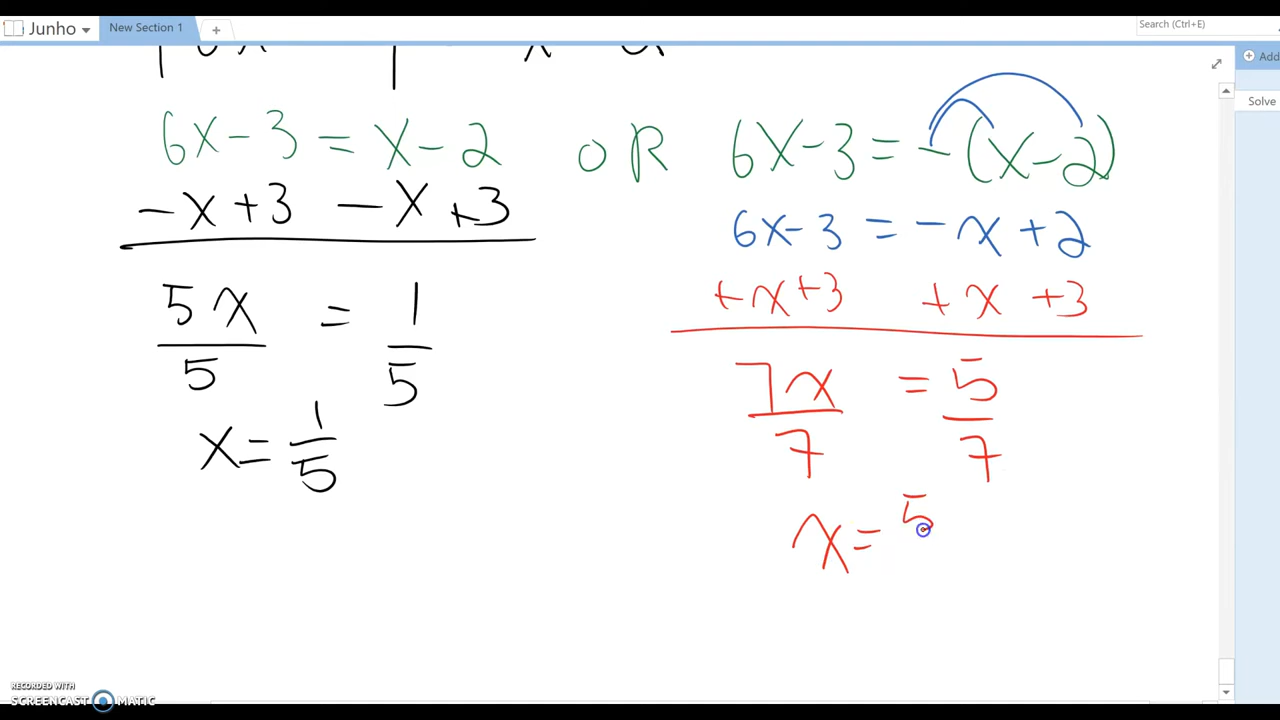 Junho
New Section 1
+
Search (Ctrl+E)
Add
Solve
6x-3 = x-2 OR 6x-3 = -(x-2)
-x+3 -x+3
6x-3 = -x+2
+x+3 +x+3
5x = 1
5 5
x = 1/5
7x = 5
7 7
x = 5
RECORDED WITH
SCREENCAST MATIC